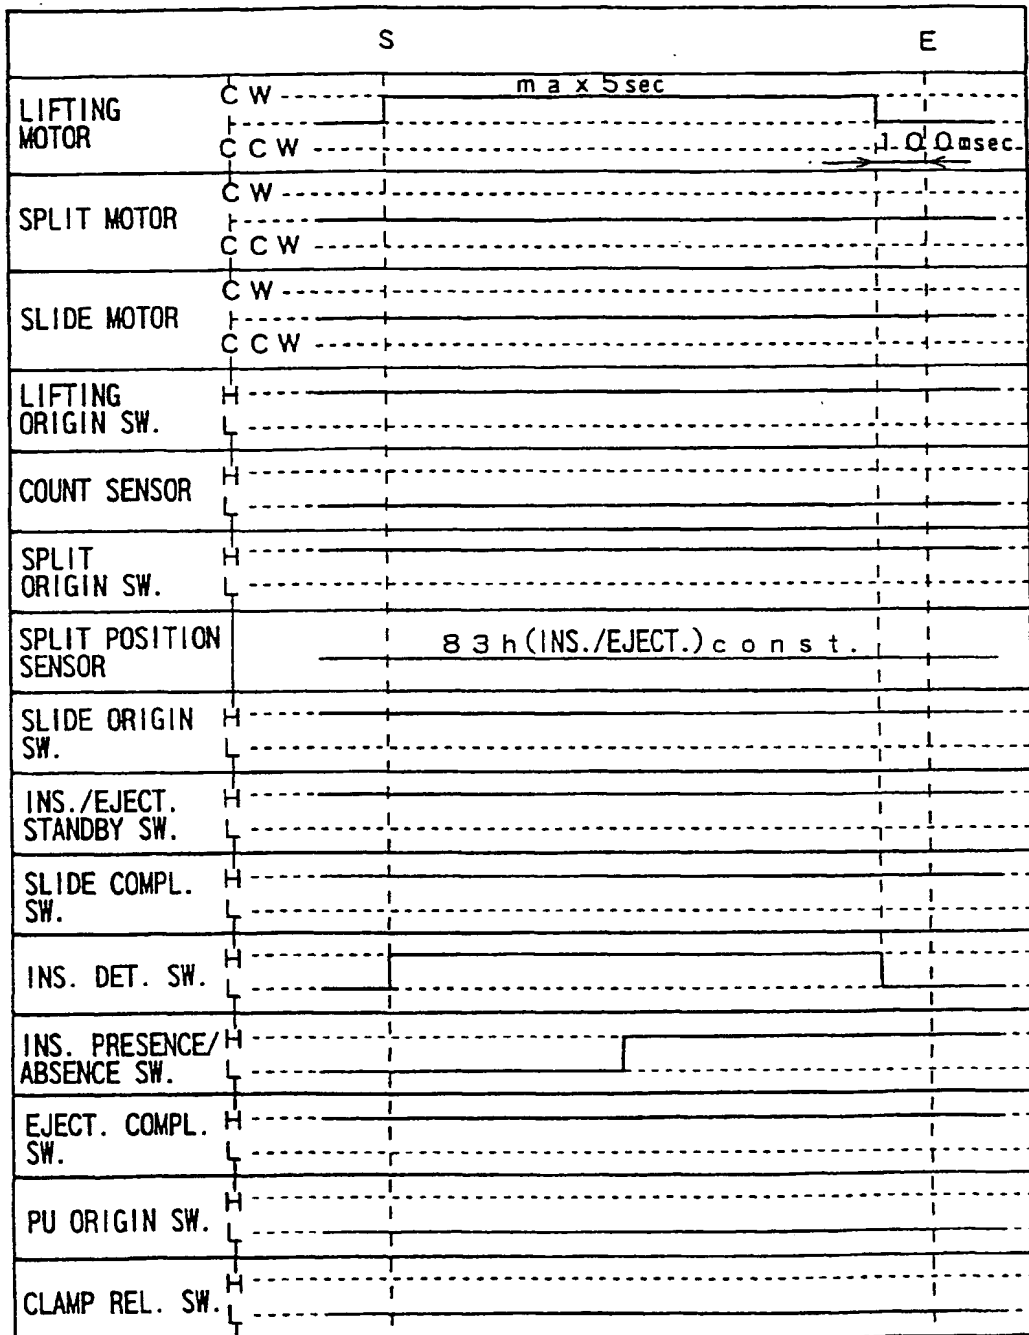 S E
LIFTING MOTOR
CW
CCW
max 5sec
100msec
SPLIT MOTOR
CW
CCW
SLIDE MOTOR
CW
CCW
LIFTING ORIGIN SW.
H
L
COUNT SENSOR
H
L
SPLIT ORIGIN SW.
H
L
SPLIT POSITION SENSOR
83h(INS./EJECT.)const.
SLIDE ORIGIN SW.
H
L
INS./EJECT. STANDBY SW.
H
L
SLIDE COMPL. SW.
H
L
INS. DET. SW.
H
L
INS. PRESENCE/ ABSENCE SW.
H
L
EJECT. COMPL. SW.
H
L
PU ORIGIN SW.
H
L
CLAMP REL. SW.
H
L